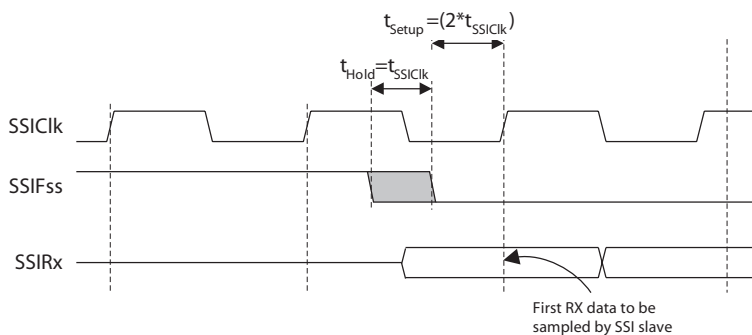 tSetup=(2*tSSIClk)
tHold=tSSIClk
SSIClk
SSIFss
SSIRx
First RX data to be
sampled by SSI slave